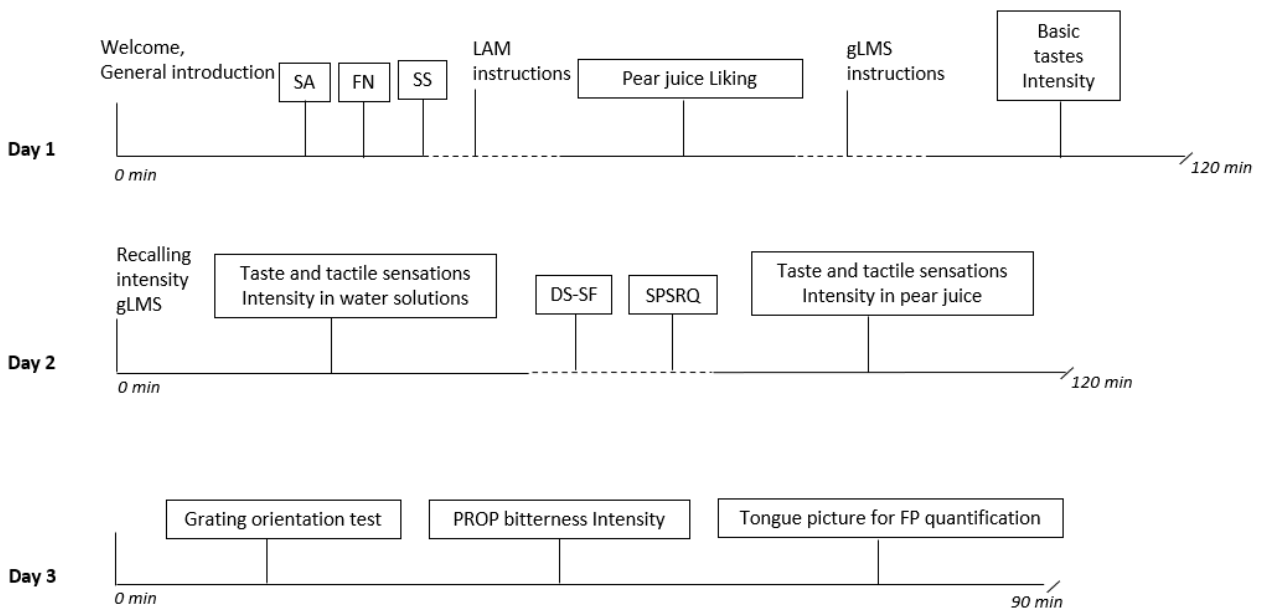 Welcome,
General introduction
SA
FN
SS
LAM
instructions
Pear juice Liking
gLMS
instructions
Basic
tastes
Intensity
Day 1
0 min
120 min
Recalling
intensity
gLMS
Taste and tactile sensations
Intensity in water solutions
DS-SF
SPSRQ
Taste and tactile sensations
Intensity in pear juice
Day 2
0 min
120 min
Grating orientation test
PROP bitterness Intensity
Tongue picture for FP quantification
Day 3
0 min
90 min